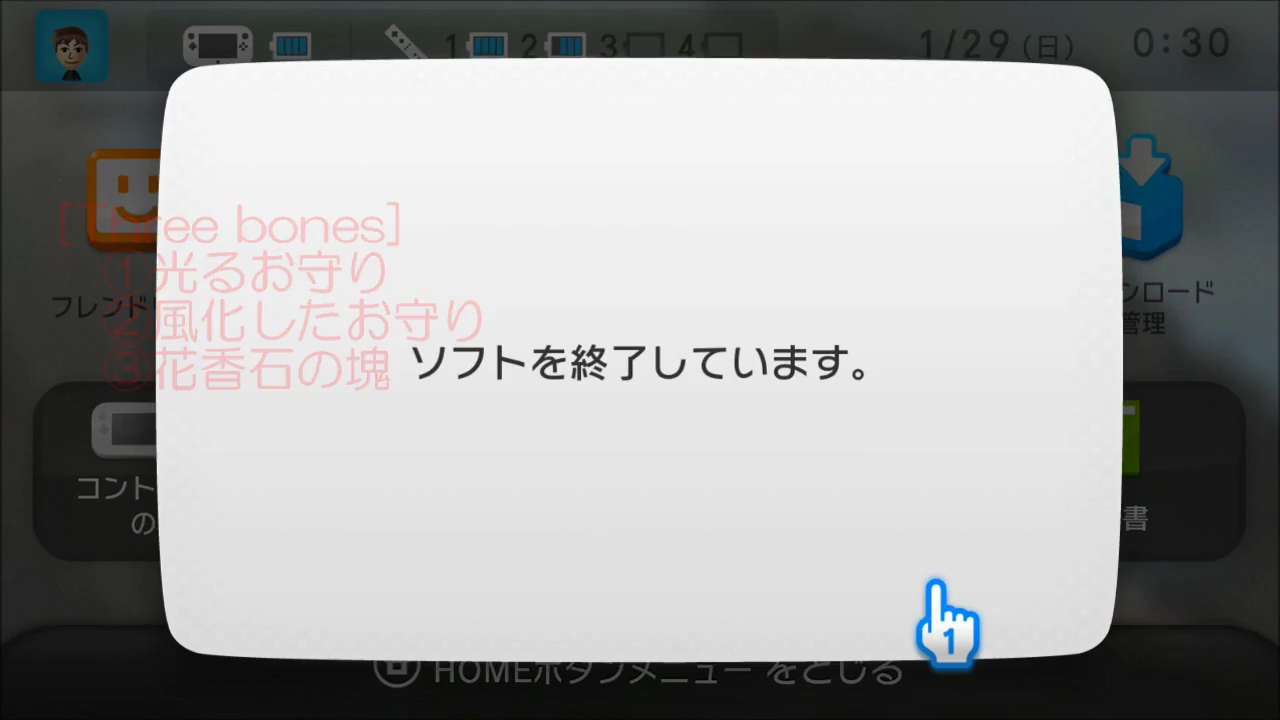 1 2 3 4 1/29(日) 0:30
[Three bones]
①光るお守り
②風化したお守り
③花香石の塊
フレンド
ンロード
管理
ソフトを終了しています。
コント
の
書
1
HOMEボタンメニュー をとじる